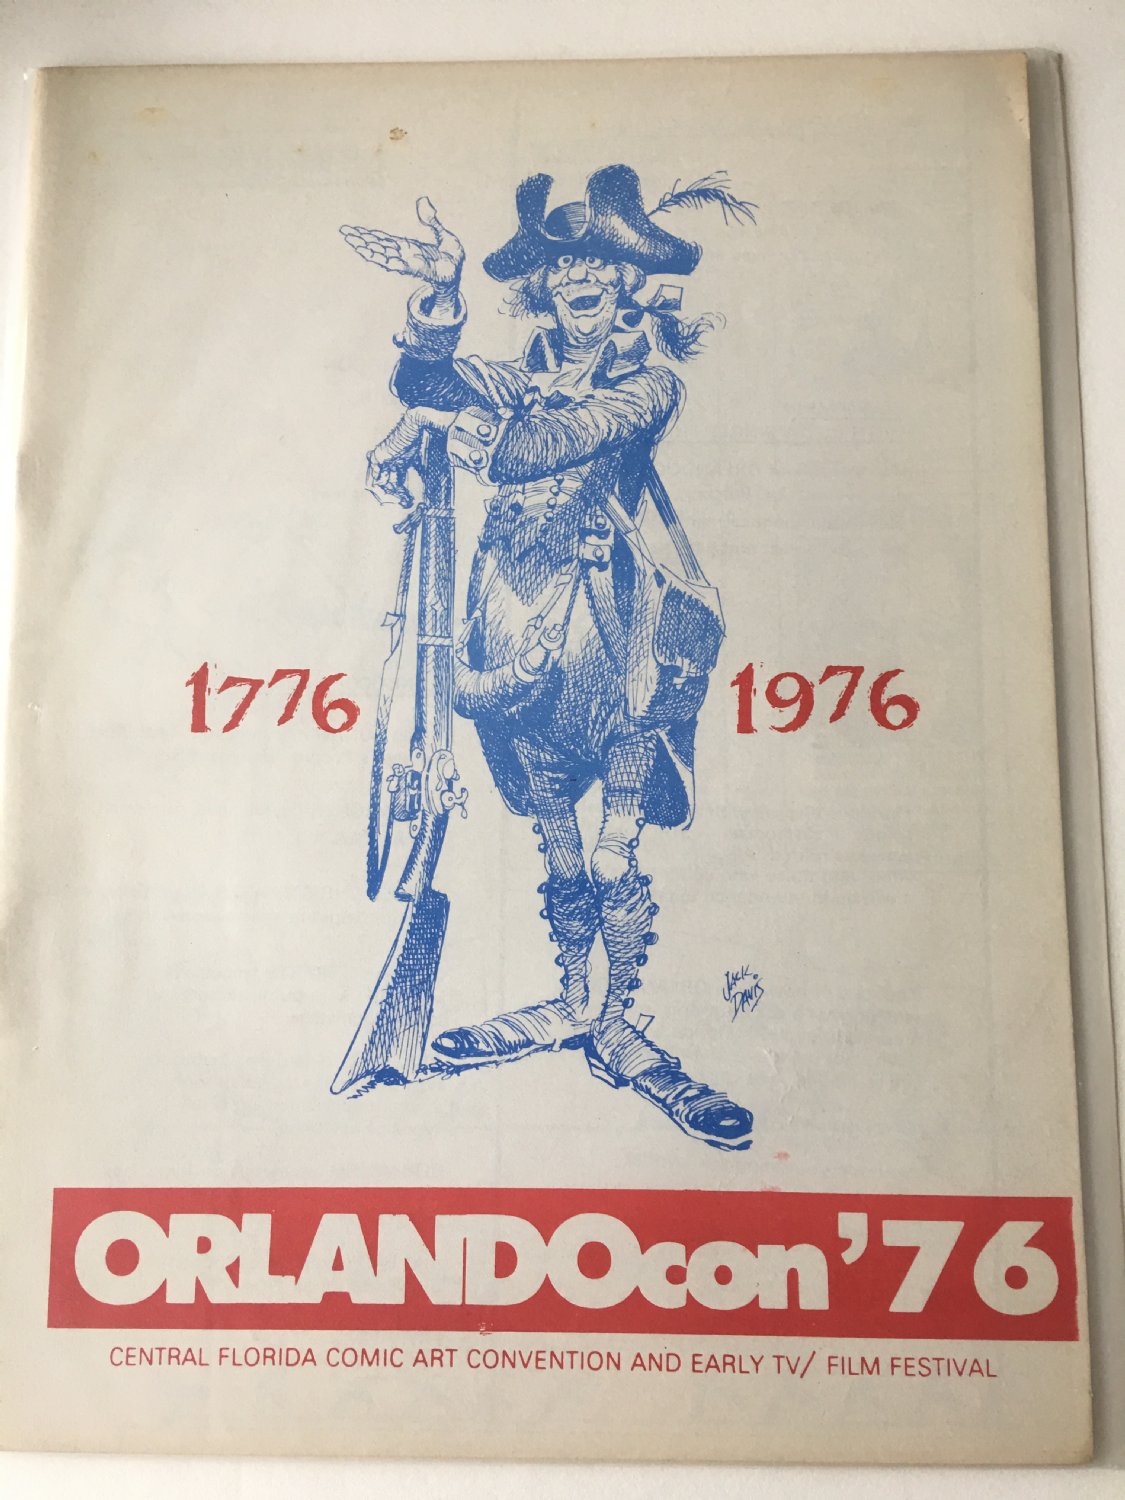 1776 1976
JACK
DAVIS
ORLANDOcon '76
CENTRAL FLORIDA COMIC ART CONVENTION AND EARLY TV/ FILM FESTIVAL